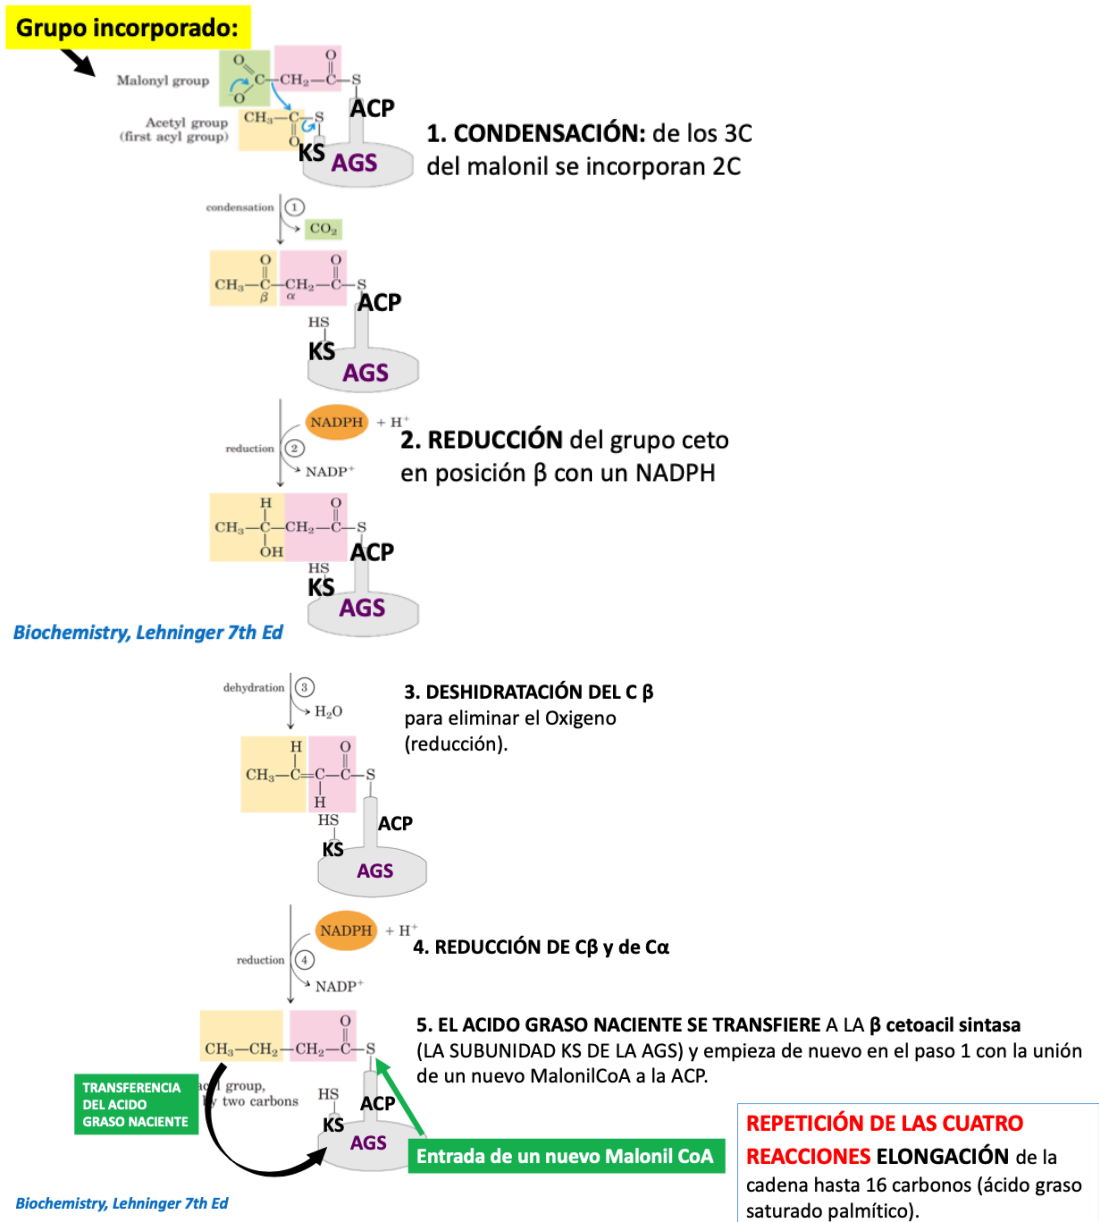 Grupo incorporado:
Malonyl group
O
C—CH₂—C—S
O
⁻O
ACP
Acetyl group
(first acyl group)
CH₃—C—S
O
KS
AGS
1. CONDENSACIÓN: de los 3C
del malonil se incorporan 2C
condensation
1
CO₂
O
O
CH₃—C—CH₂—C—S
β
α
ACP
HS
KS
AGS
NADPH + H⁺
reduction
2
NADP⁺
2. REDUCCIÓN del grupo ceto
en posición β con un NADPH
H
O
CH₃—C—CH₂—C—S
OH
ACP
HS
KS
AGS
Biochemistry, Lehninger 7th Ed
dehydration
3
H₂O
3. DESHIDRATACIÓN DEL C β
para eliminar el Oxigeno
(reducción).
H
O
CH₃—C=C—C—S
H
HS
ACP
KS
AGS
NADPH + H⁺
4. REDUCCIÓN DE Cβ y de Cα
reduction
4
NADP⁺
O
CH₃—CH₂—CH₂—C—S
5. EL ACIDO GRASO NACIENTE SE TRANSFIERE A LA β cetoacil sintasa
(LA SUBUNIDAD KS DE LA AGS) y empieza de nuevo en el paso 1 con la unión
de un nuevo MalonilCoA a la ACP.
TRANSFERENCIA
DEL ACIDO
GRASO NACIENTE
group,
two carbons
HS
ACP
KS
AGS
Entrada de un nuevo Malonil CoA
REPETICIÓN DE LAS CUATRO
REACCIONES ELONGACIÓN de la
cadena hasta 16 carbonos (ácido graso
saturado palmítico).
Biochemistry, Lehninger 7th Ed